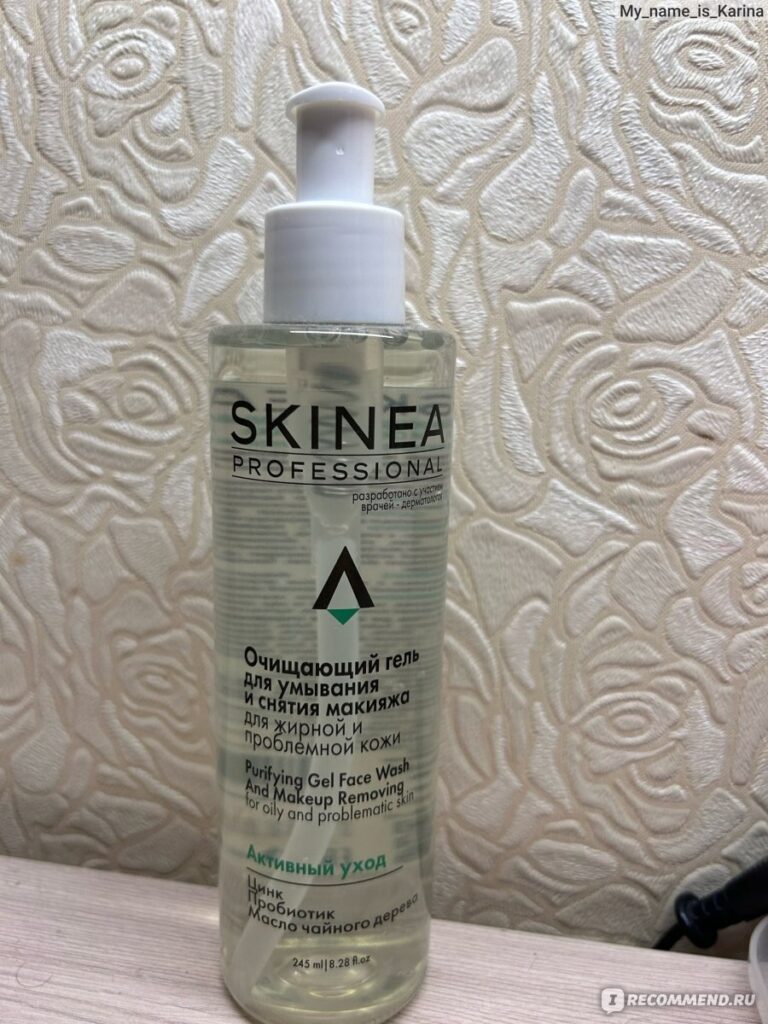 My_name_is_Karina
SKINEA
PROFESSIONAL
разработано с участием
врачей - дерматологов
Очищающий гель
для умывания
и снятия макияжа
для жирной и
проблемной кожи
Purifying Gel Face Wash
And Makeup Removing
for oily and problematic skin
Активный уход
Цинк
Пробиотик
Масло чайного дерева
245 ml|8.28 fl.oz
I RECOMMEND.RU